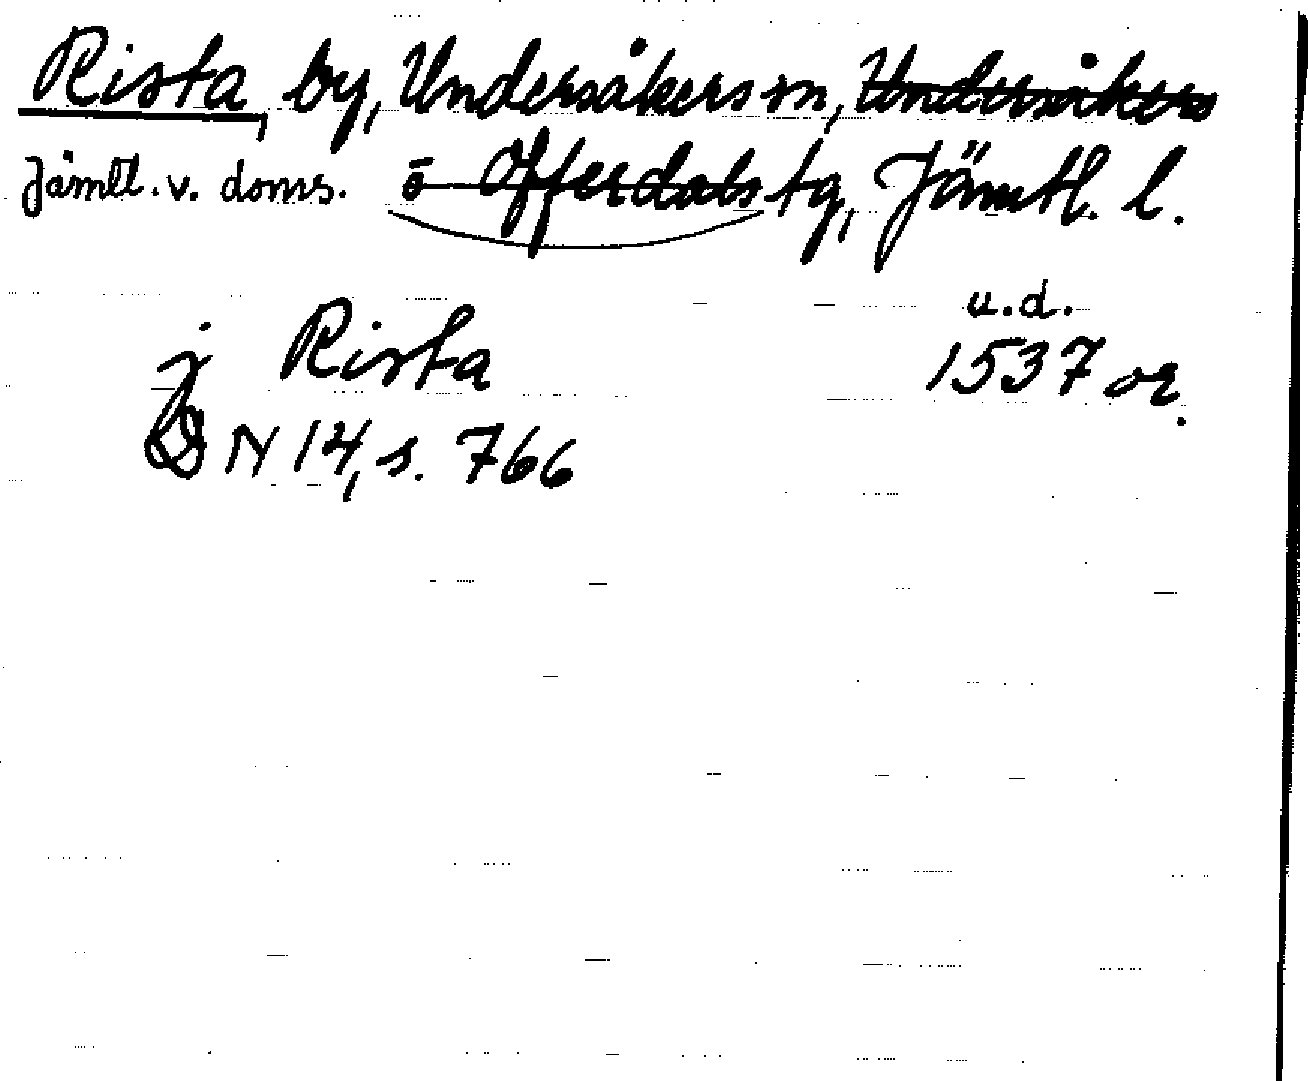 Rista, by, Undersåkers sn, Undersåkers
Jämtl. v. doms. o Offerdals tg, Jämtl. l.
u.d.
j Rista 1537 or.
DN 14, s. 766